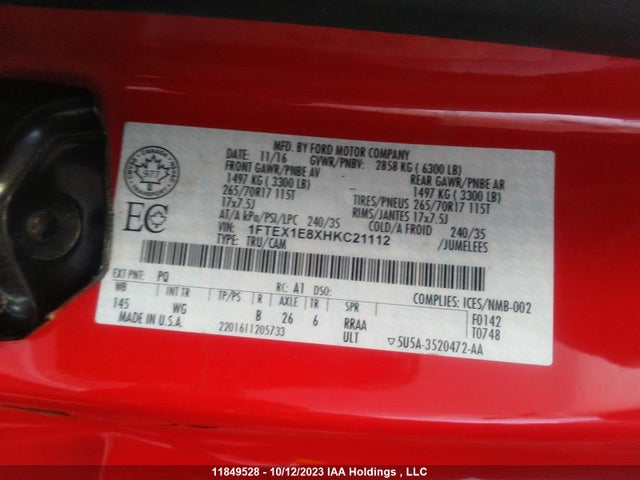 MFD. BY FORD MOTOR COMPANY
DATE: 11/16 GVWR/PNBV: 2858 KG ( 6300 LB)
FRONT GAWR/PNBE AV REAR GAWR/PNBE AR
1497 KG ( 3300 LB) 1497 KG ( 3300 LB)
265/70R17 115T TIRES/PNEUS 265/70R17 115T
17x7.5J RIMS/JANTES 17x7.5J
AT/A kPa/PSI/LPC 240/35 COLD/A FROID 240/35
VIN: 1FTEX1E8XHKC21112 /JUMELEES
TYPE: TRU/CAM
CANADA
977
EC
EXT PNT: PQ RC: A1 DSO: COMPLIES: ICES/NMB-002
WB INT TR TP/PS R AXLE TR SPR F0142
145 WG B 26 6 RRAA T0748
MADE IN U.S.A. 2201611205733 ULT ▽5U5A-3520472-AA
11849528 - 10/12/2023 IAA Holdings , LLC